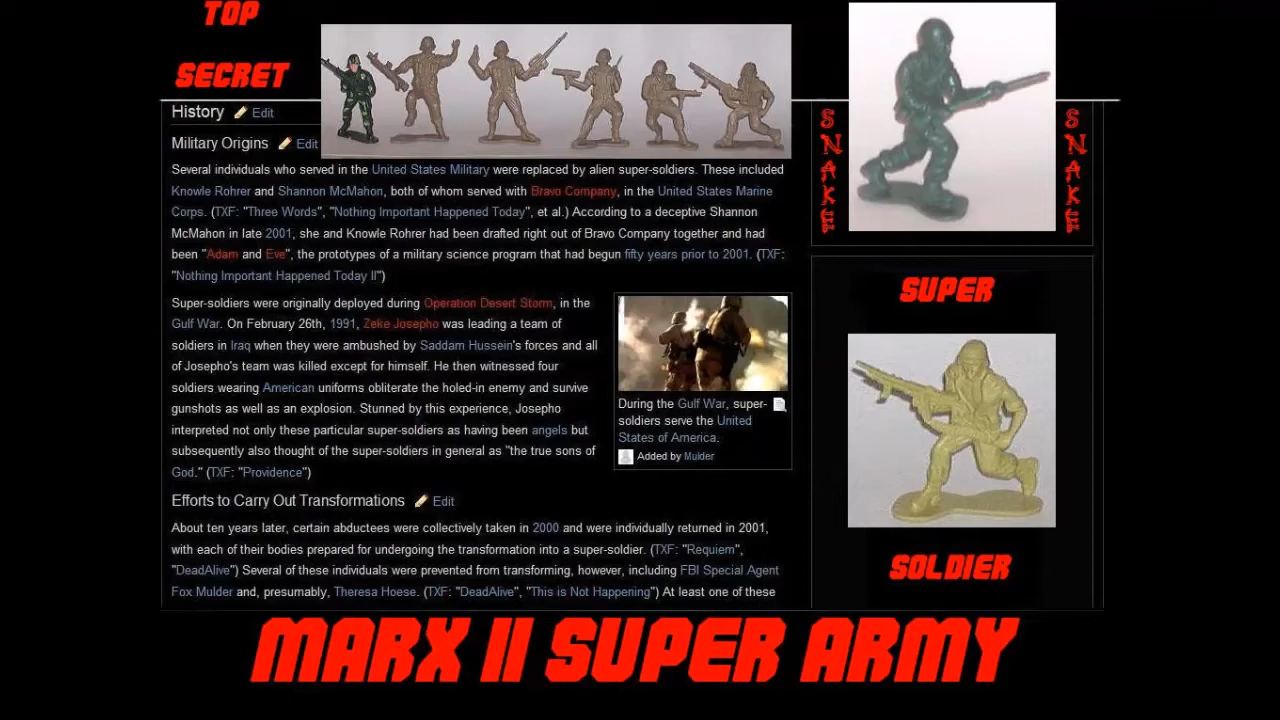 TOP
SECRET
History Edit
Military Origins Edit
Several individuals who served in the United States Military were replaced by alien super-soldiers. These included
Knowle Rohrer and Shannon McMahon, both of whom served with Bravo Company, in the United States Marine
Corps. (TXF: "Three Words", "Nothing Important Happened Today", et al.) According to a deceptive Shannon
McMahon in late 2001, she and Knowle Rohrer had been drafted right out of Bravo Company together and had
been "Adam and Eve", the prototypes of a military science program that had begun fifty years prior to 2001. (TXF:
"Nothing Important Happened Today II")
Super-soldiers were originally deployed during Operation Desert Storm, in the
Gulf War. On February 26th, 1991, Zeke Josepho was leading a team of
soldiers in Iraq when they were ambushed by Saddam Hussein's forces and all
of Josepho's team was killed except for himself. He then witnessed four
soldiers wearing American uniforms obliterate the holed-in enemy and survive
gunshots as well as an explosion. Stunned by this experience, Josepho
interpreted not only these particular super-soldiers as having been angels but
subsequently also thought of the super-soldiers in general as "the true sons of
God." (TXF: "Providence")
During the Gulf War, super-
soldiers serve the United
States of America.
Added by Mulder
Efforts to Carry Out Transformations Edit
About ten years later, certain abductees were collectively taken in 2000 and were individually returned in 2001,
with each of their bodies prepared for undergoing the transformation into a super-soldier. (TXF: "Requiem",
"DeadAlive") Several of these individuals were prevented from transforming, however, including FBI Special Agent
Fox Mulder and, presumably, Theresa Hoese. (TXF: "DeadAlive", "This is Not Happening") At least one of these
SNAKE
SNAKE
SUPER
SOLDIER
MARX II SUPER ARMY